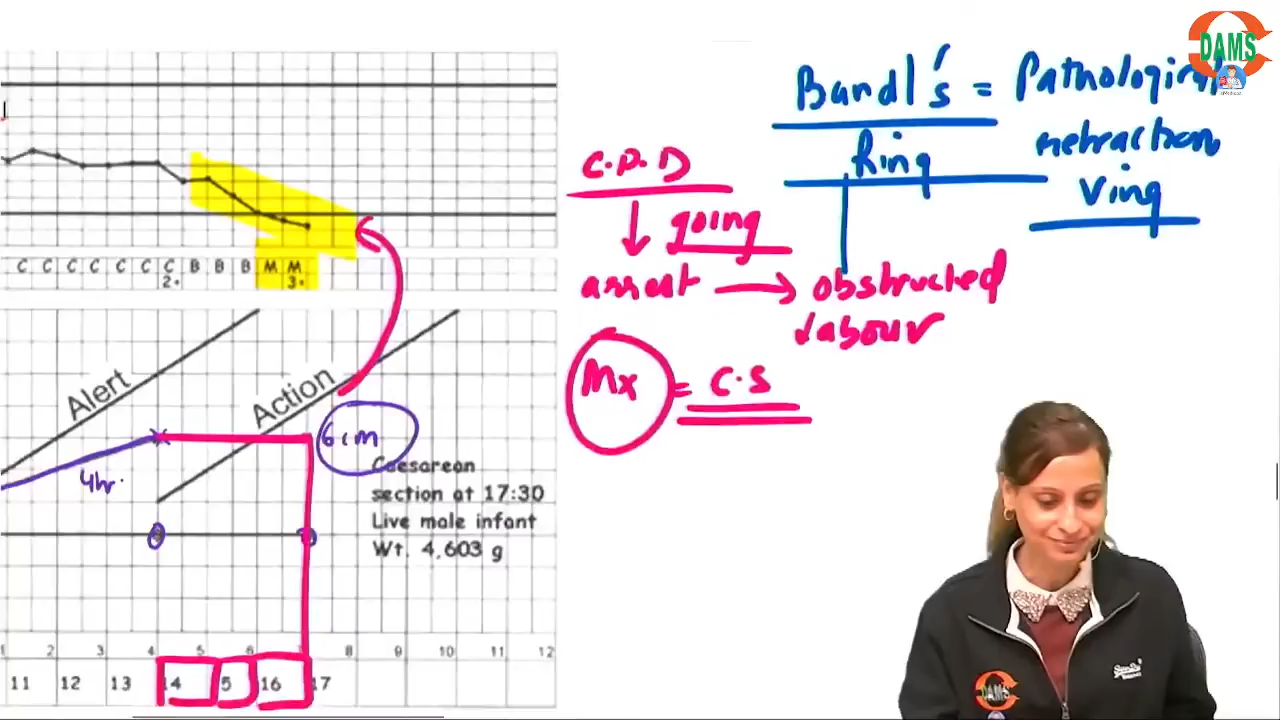 DAMS
Bandl's = Pathological
Ring retraction
ring
C.P.D
going
arrest → obstructed
labour
Mx = C.S
C C C C C C C B B B M M
2+ 3+
Alert
Action
6cm
4hr.
Caesarean
section at 17:30
Live male infant
Wt. 4,603 g
1 2 3 4 5 6 7 8 9 10 11 12
11 12 13 14 15 16 17
DAMS